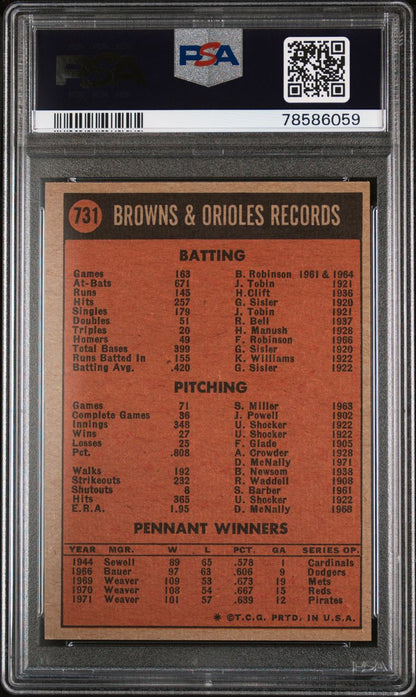 PSA
PSA
78586059
731 BROWNS & ORIOLES RECORDS
BATTING
Games 163 B. Robinson 1961 & 1964
At-Bats 671 J. Tobin 1921
Runs 145 H. Clift 1936
Hits 257 G. Sisler 1920
Singles 179 J. Tobin 1921
Doubles 51 R. Bell 1937
Triples 20 H. Manush 1928
Homers 49 F. Robinson 1966
Total Bases 399 G. Sisler 1920
Runs Batted In 155 K. Williams 1922
Batting Avg. .420 G. Sisler 1922
PITCHING
Games 71 S. Miller 1963
Complete Games 36 J. Powell 1902
Innings 348 U. Shocker 1922
Wins 27 U. Shocker 1922
Losses 25 F. Glade 1905
Pct. .808 A. Crowder 1928
D. McNally 1971
Walks 192 B. Newsom 1938
Strikeouts 232 R. Waddell 1908
Shutouts 8 S. Barber 1961
Hits 365 U. Shocker 1922
E.R.A. 1.95 D. McNally 1968
PENNANT WINNERS
YEAR MGR. W L PCT. GA SERIES OP.
1944 Sewell 89 65 .578 1 Cardinals
1966 Bauer 97 63 .606 9 Dodgers
1969 Weaver 109 53 .673 19 Mets
1970 Weaver 108 54 .667 15 Reds
1971 Weaver 101 57 .639 12 Pirates
* © T.C.G. PRTD. IN U.S.A.
PSA